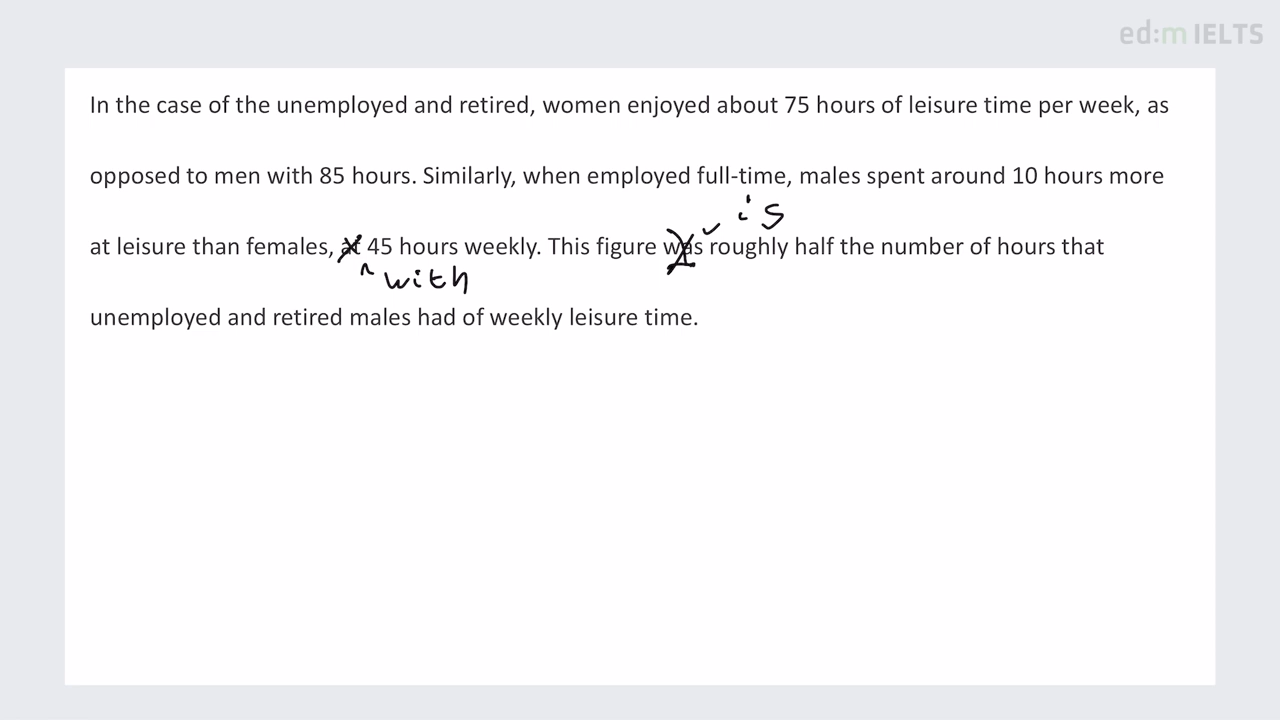 ed:m IELTS
In the case of the unemployed and retired, women enjoyed about 75 hours of leisure time per week, as
opposed to men with 85 hours. Similarly, when employed full-time, males spent around 10 hours more
is
at leisure than females, at 45 hours weekly. This figure was roughly half the number of hours that
with
unemployed and retired males had of weekly leisure time.